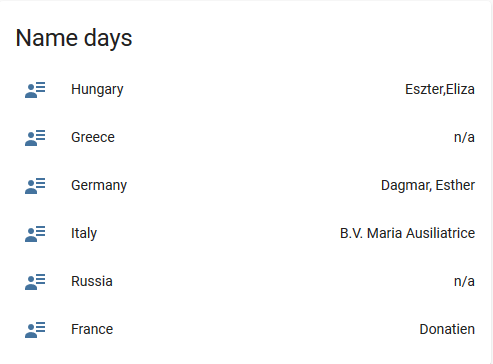 Name days
Hungary Eszter,Eliza
Greece n/a
Germany Dagmar, Esther
Italy B.V. Maria Ausiliatrice
Russia n/a
France Donatien